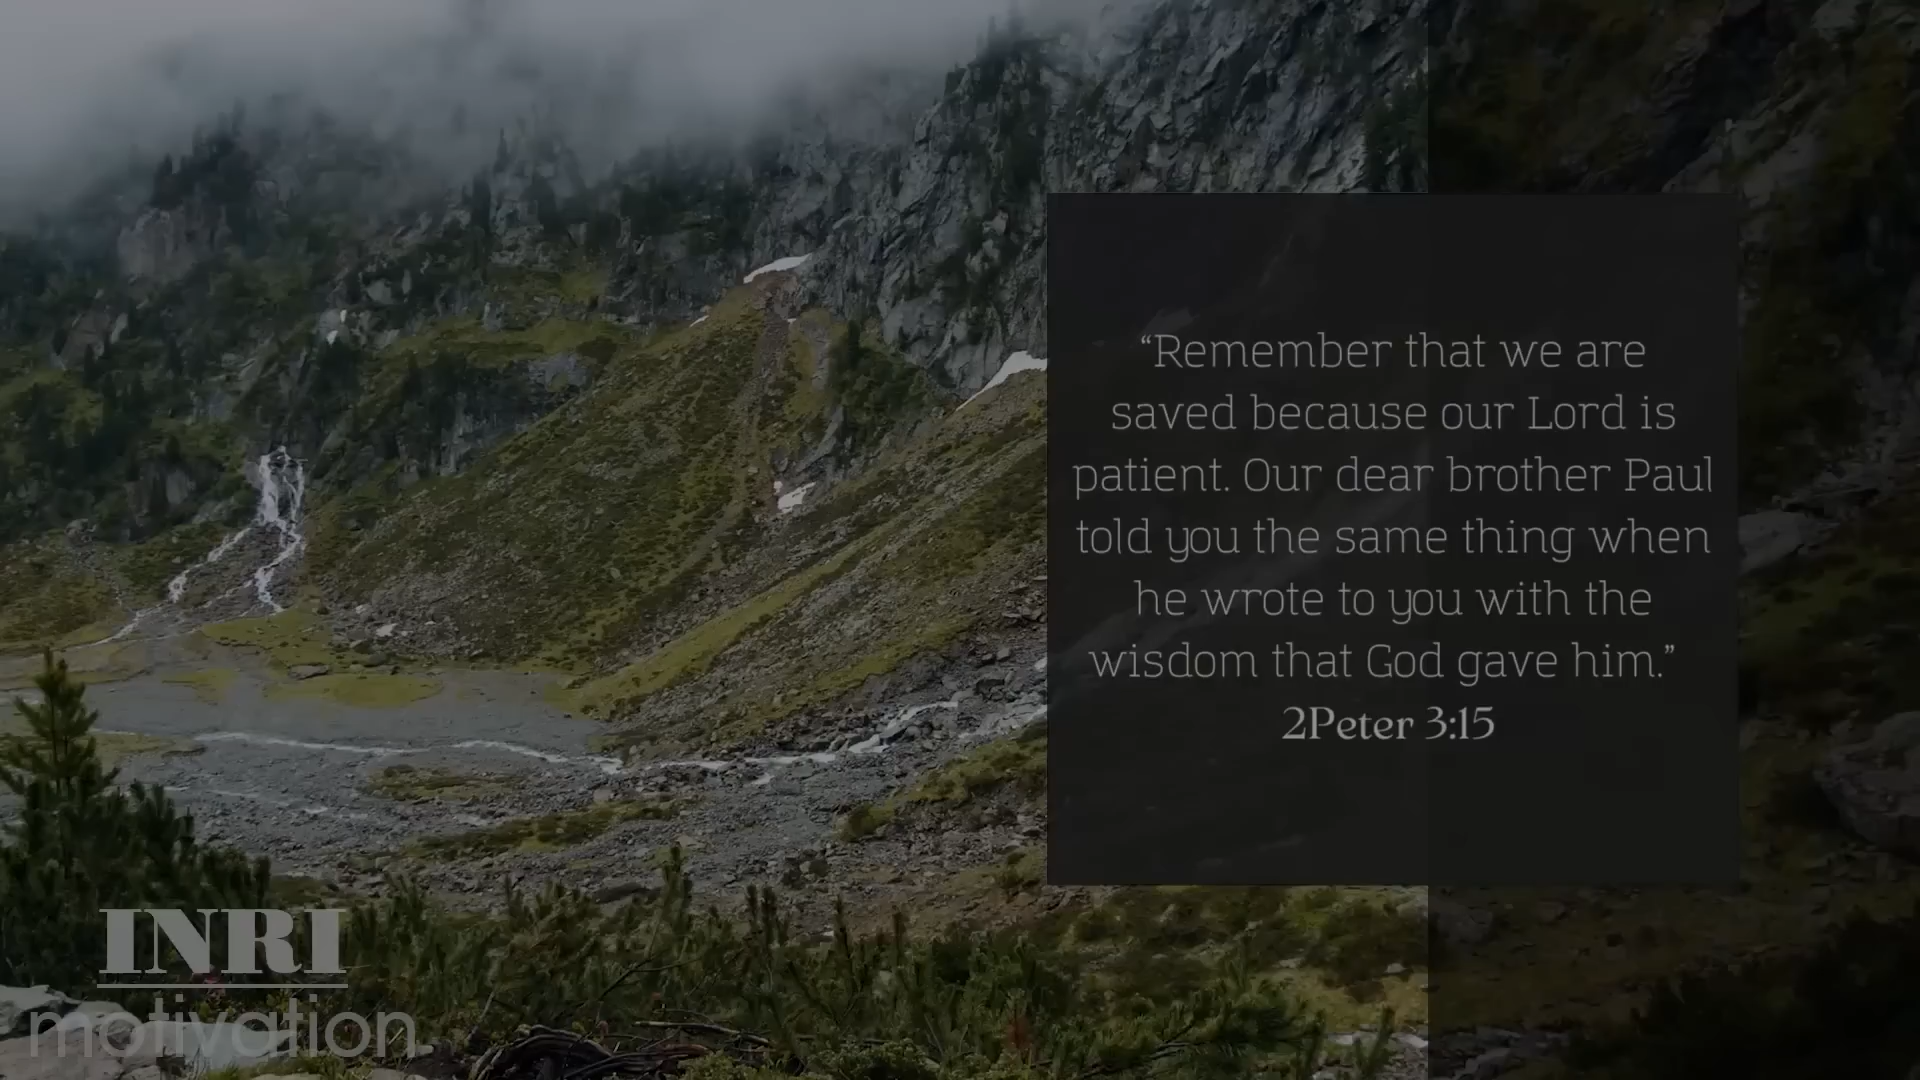 “Remember that we are
saved because our Lord is
patient. Our dear brother Paul
told you the same thing when
he wrote to you with the
wisdom that God gave him.”
2Peter 3:15
INRI
motivation.